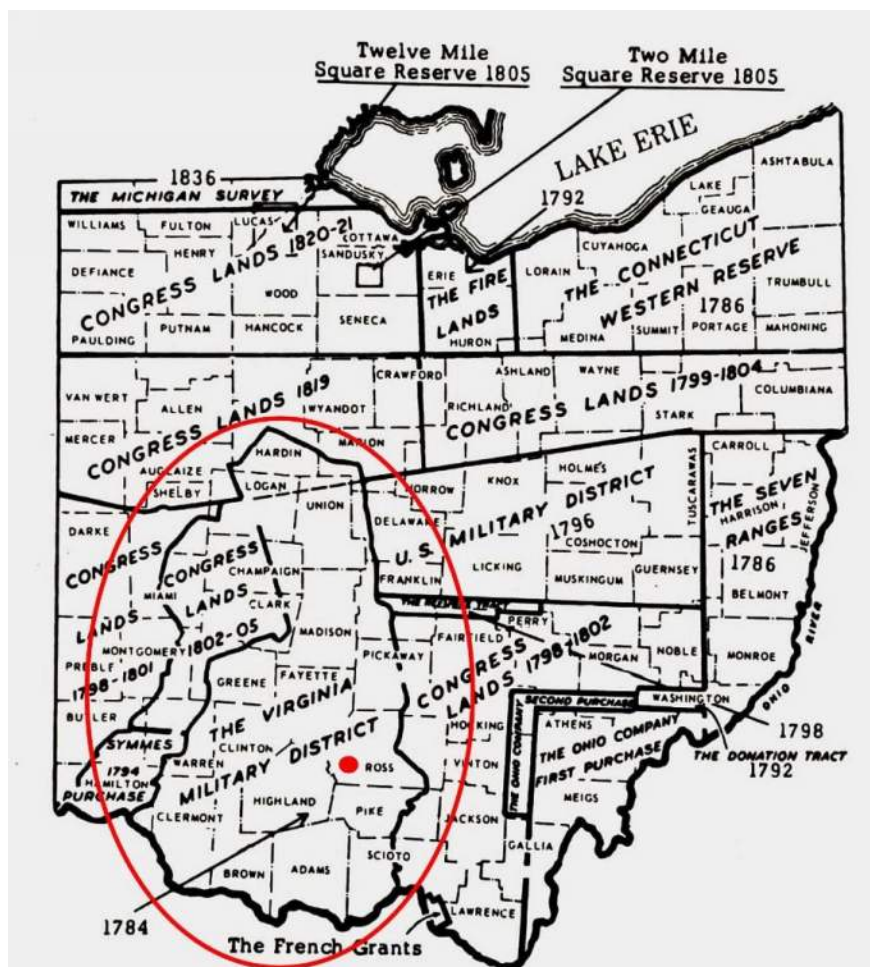 Twelve Mile
Square Reserve 1805
Two Mile
Square Reserve 1805
LAKE ERIE
1836
THE MICHIGAN SURVEY
1792
ASHTABULA
LAKE
GEAUGA
WILLIAMS
FULTON
LUCAS
OTTAWA
SANDUSKY
ERIE
LORAIN
CUYAHOGA
THE CONNECTICUT
WESTERN RESERVE
1786
TRUMBULL
DEFIANCE
HENRY
CONGRESS LANDS 1820-21
WOOD
THE FIRE
LANDS
HURON
MEDINA
SUMMIT
PORTAGE
MAHONING
PAULDING
PUTNAM
HANCOCK
SENECA
VAN WERT
ALLEN
CONGRESS LANDS 1819
WYANDOT
CRAWFORD
RICHLAND
ASHLAND
WAYNE
CONGRESS LANDS 1799-1804
STARK
COLUMBIANA
MERCER
AUGLAIZE
HARDIN
MARION
CARROLL
SHELBY
LOGAN
UNION
MORROW
KNOX
HOLMES
TUSCARAWAS
THE SEVEN
RANGES
1786
HARRISON
JEFFERSON
DARKE
DELAWARE
U.S. MILITARY DISTRICT
1796
COSHOCTON
CONGRESS
LANDS
1798-1801
MIAMI
CONGRESS
LANDS
1802-05
CHAMPAIGN
CLARK
FRANKLIN
LICKING
MUSKINGUM
GUERNSEY
BELMONT
OHIO RIVER
MADISON
PERRY
FAIRFIELD
PREBLE
MONTGOMERY
GREENE
FAYETTE
PICKAWAY
CONGRESS
LANDS 1798-1802
MORGAN
NOBLE
MONROE
BUTLER
WARREN
CLINTON
THE VIRGINIA
MILITARY DISTRICT
ROSS
HOCKING
SECOND PURCHASE
WASHINGTON
1798
THE DONATION TRACT
1792
SYMMES
1794
HAMILTON
PURCHASE
VINTON
ATHENS
THE OHIO COMPANY
THE OHIO COMPANY
FIRST PURCHASE
MEIGS
CLERMONT
HIGHLAND
PIKE
JACKSON
GALLIA
BROWN
ADAMS
SCIOTO
LAWRENCE
1784
The French Grants